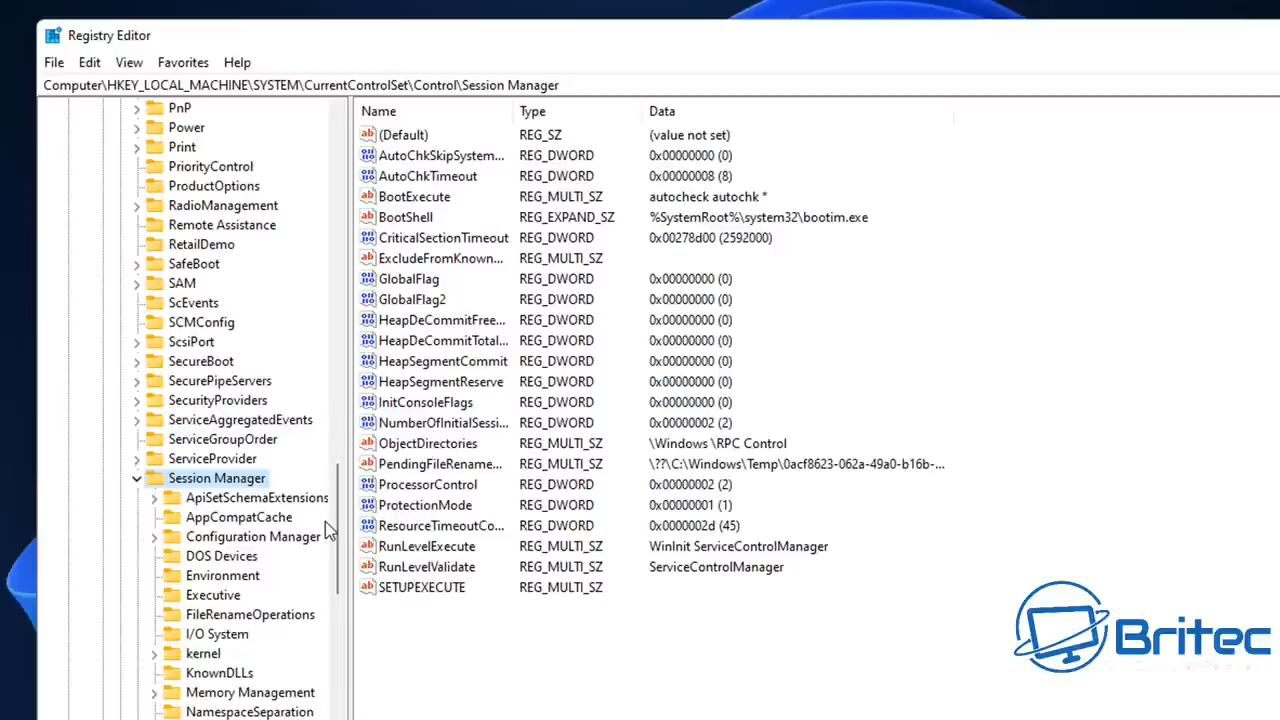 Registry Editor
File Edit View Favorites Help
Computer\HKEY_LOCAL_MACHINE\SYSTEM\CurrentControlSet\Control\Session Manager
PnP
Power
Print
PriorityControl
ProductOptions
RadioManagement
Remote Assistance
RetailDemo
SafeBoot
SAM
ScEvents
SCMConfig
ScsiPort
SecureBoot
SecurePipeServers
SecurityProviders
ServiceAggregatedEvents
ServiceGroupOrder
ServiceProvider
Session Manager
ApiSetSchemaExtensions
AppCompatCache
Configuration Manager
DOS Devices
Environment
Executive
FileRenameOperations
I/O System
kernel
KnownDLLs
Memory Management
NamespaceSeparation
Name Type Data
(Default) REG_SZ (value not set)
AutoChkSkipSystem... REG_DWORD 0x00000000 (0)
AutoChkTimeout REG_DWORD 0x00000008 (8)
BootExecute REG_MULTI_SZ autocheck autochk *
BootShell REG_EXPAND_SZ %SystemRoot%\system32\bootim.exe
CriticalSectionTimeout REG_DWORD 0x00278d00 (2592000)
ExcludeFromKnown... REG_MULTI_SZ
GlobalFlag REG_DWORD 0x00000000 (0)
GlobalFlag2 REG_DWORD 0x00000000 (0)
HeapDeCommitFree... REG_DWORD 0x00000000 (0)
HeapDeCommitTotal... REG_DWORD 0x00000000 (0)
HeapSegmentCommit REG_DWORD 0x00000000 (0)
HeapSegmentReserve REG_DWORD 0x00000000 (0)
InitConsoleFlags REG_DWORD 0x00000000 (0)
NumberOfInitialSessi... REG_DWORD 0x00000002 (2)
ObjectDirectories REG_MULTI_SZ \Windows \RPC Control
PendingFileRename... REG_MULTI_SZ \??\C:\Windows\Temp\0acf8623-062a-49a0-b16b-...
ProcessorControl REG_DWORD 0x00000002 (2)
ProtectionMode REG_DWORD 0x00000001 (1)
ResourceTimeoutCo... REG_DWORD 0x0000002d (45)
RunLevelExecute REG_MULTI_SZ WinInit ServiceControlManager
RunLevelValidate REG_MULTI_SZ ServiceControlManager
SETUPEXECUTE REG_MULTI_SZ
Britec